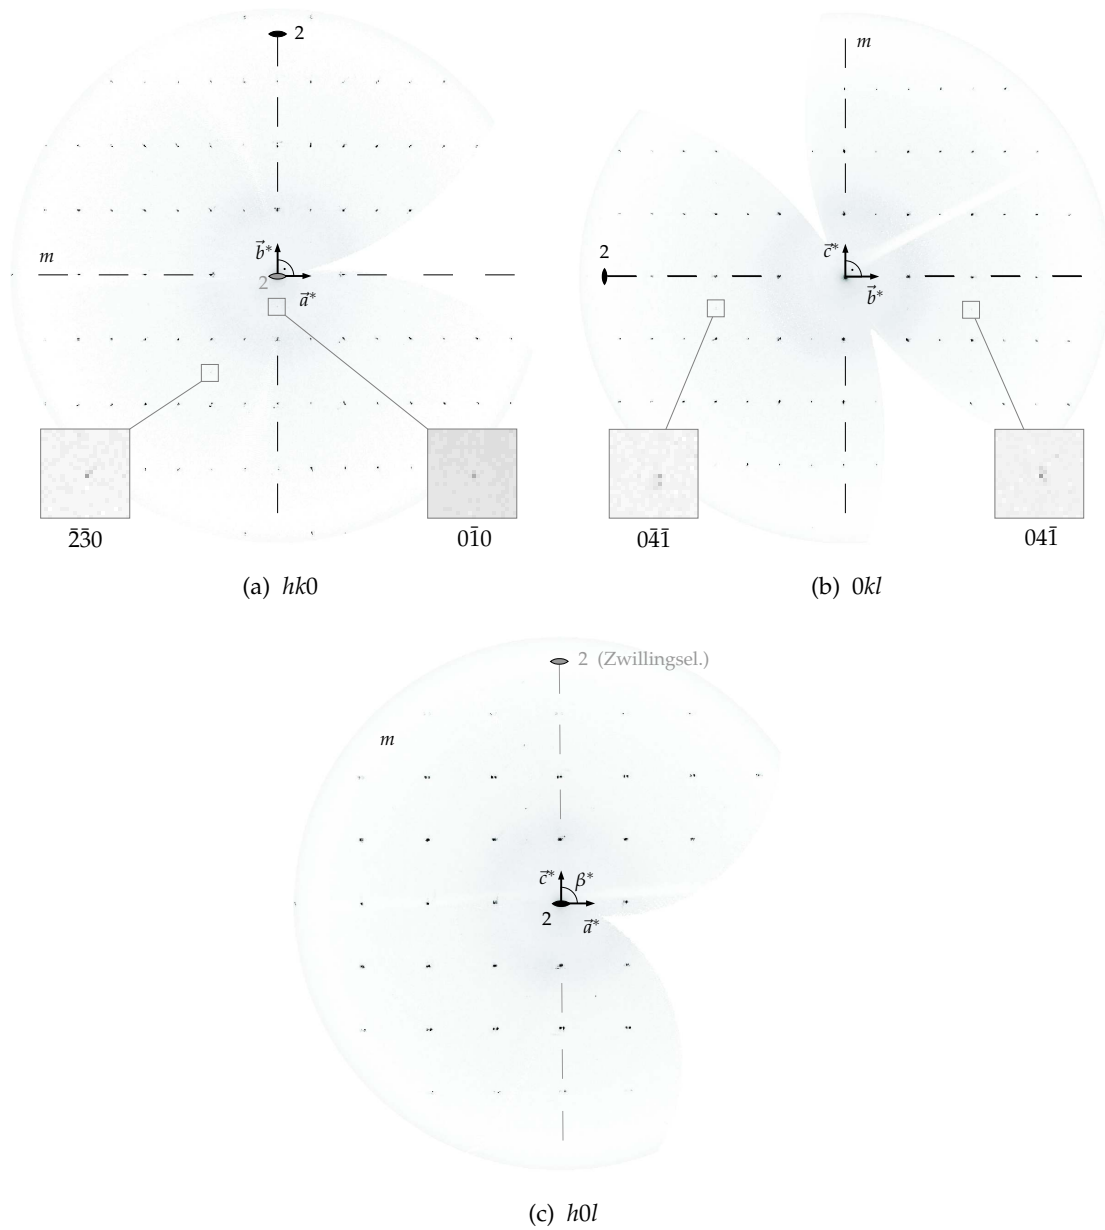 2
m
b⃗*
2
a⃗*
2̄3̄0
01̄0
(a) hk0
m
2
c⃗*
b⃗*
04̄1̄
041̄
(b) 0kl
2 (Zwillingsel.)
m
c⃗*
β*
2
a⃗*
(c) h0l